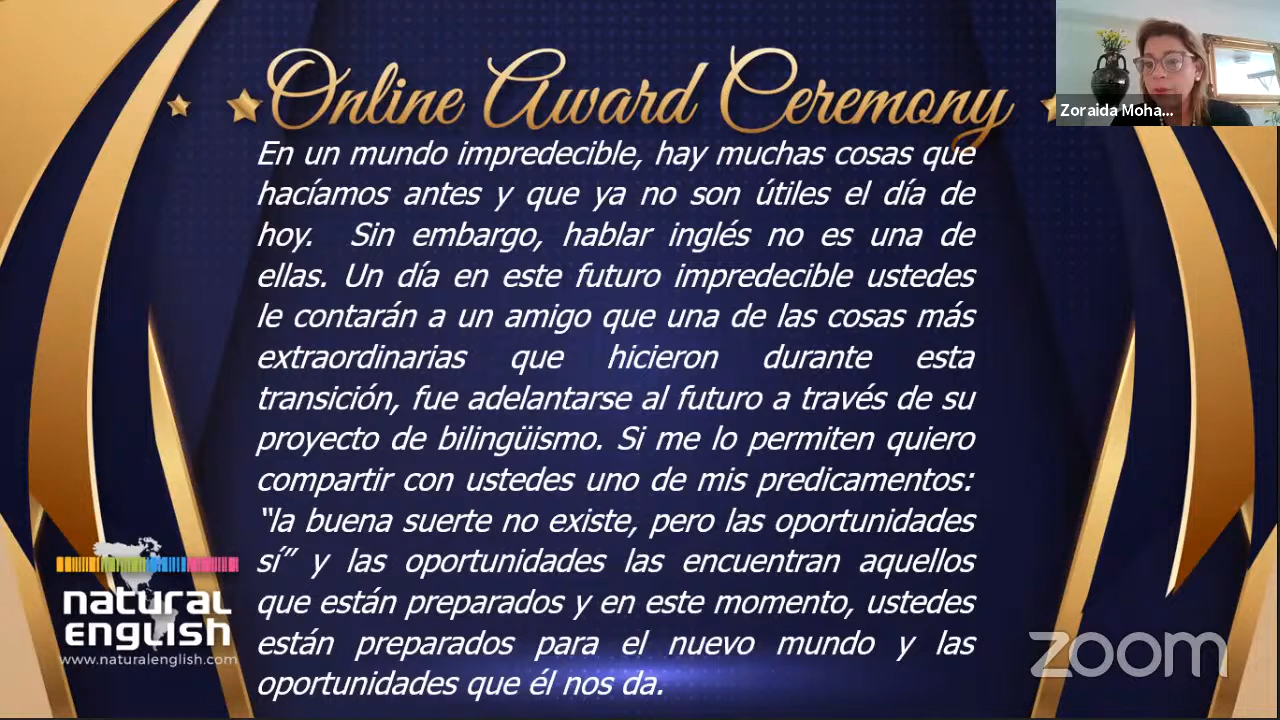 Online Award Ceremony
Zoraida Moha...
En un mundo impredecible, hay muchas cosas que
hacíamos antes y que ya no son útiles el día de
hoy. Sin embargo, hablar inglés no es una de
ellas. Un día en este futuro impredecible ustedes
le contarán a un amigo que una de las cosas más
extraordinarias que hicieron durante esta
transición, fue adelantarse al futuro a través de su
proyecto de bilingüismo. Si me lo permiten quiero
compartir con ustedes uno de mis predicamentos:
“la buena suerte no existe, pero las oportunidades
sí” y las oportunidades las encuentran aquellos
que están preparados y en este momento, ustedes
están preparados para el nuevo mundo y las
oportunidades que él nos da.
natural
english
www.naturalenglish.com
zoom